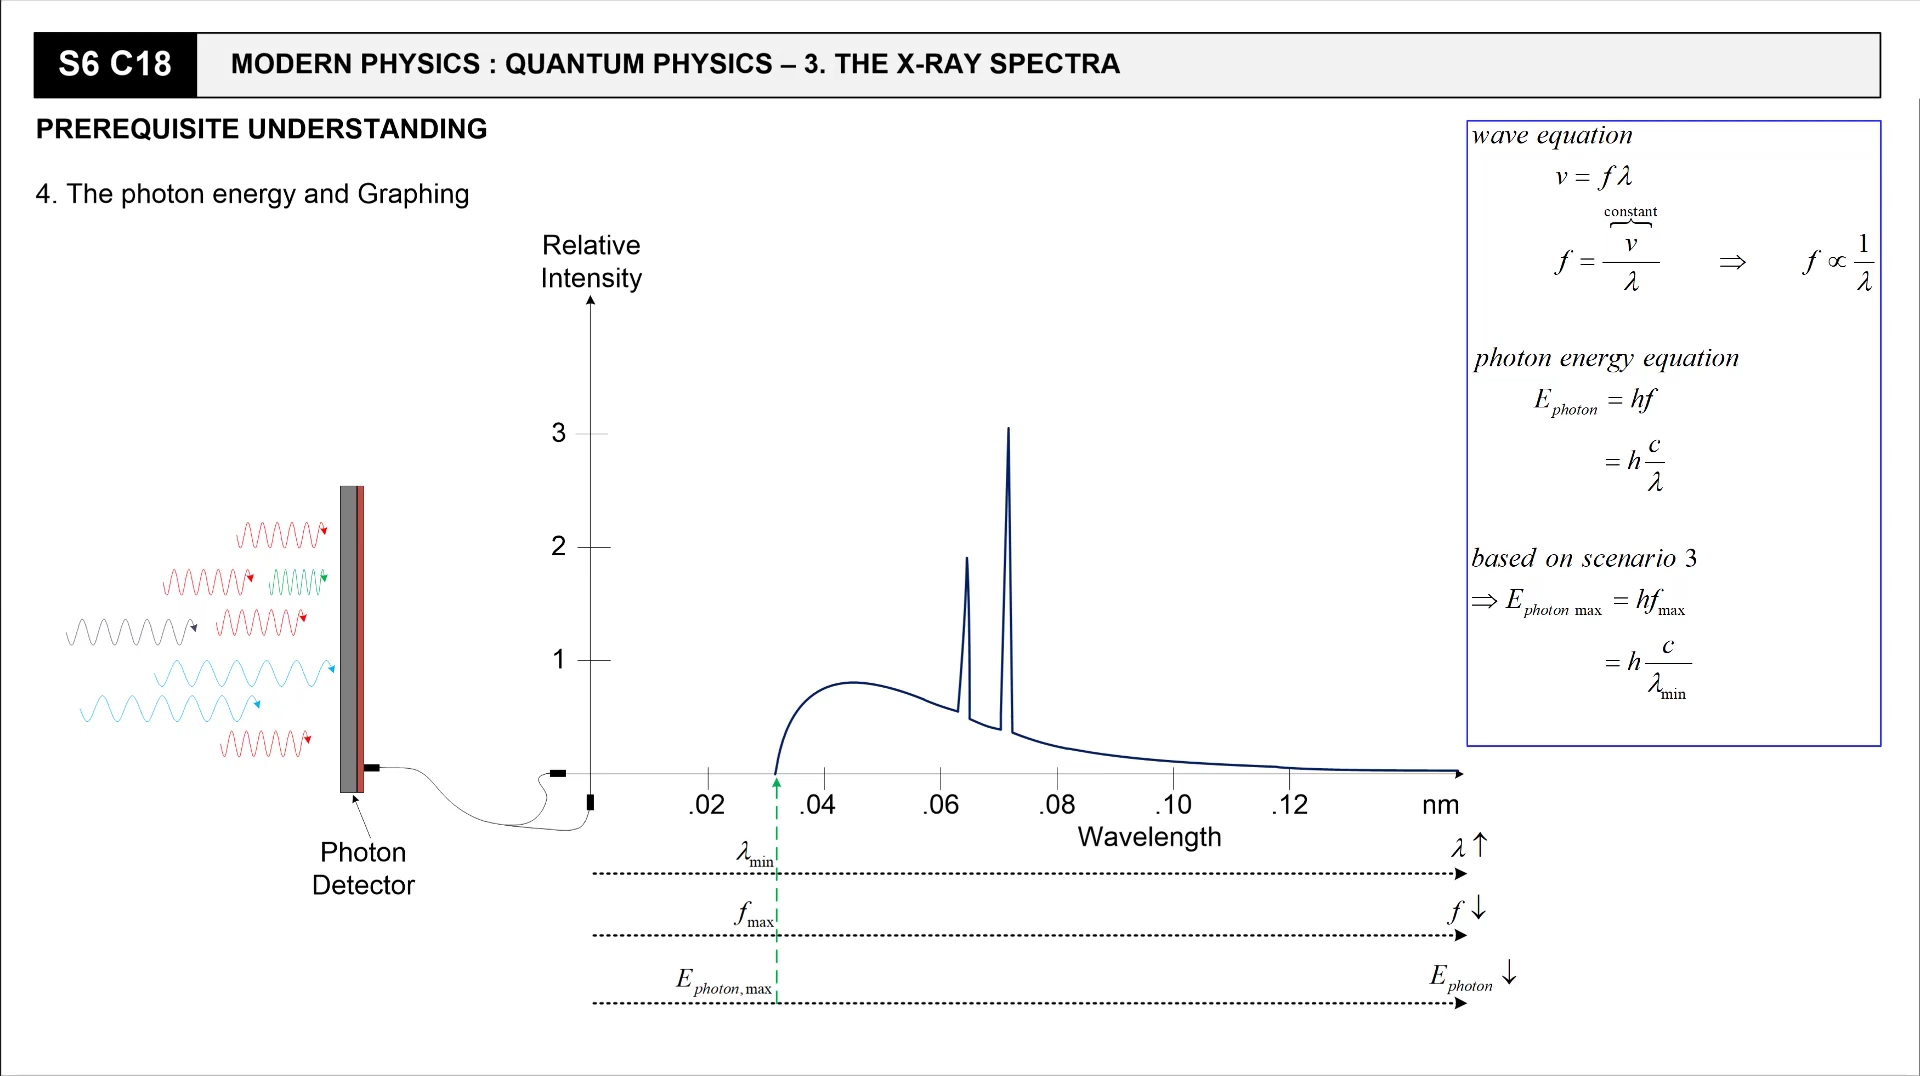 S6 C18
MODERN PHYSICS : QUANTUM PHYSICS – 3. THE X-RAY SPECTRA
PREREQUISITE UNDERSTANDING
4. The photon energy and Graphing
Relative
Intensity
3
2
1
.02 .04 .06 .08 .10 .12 nm
Wavelength
Photon
Detector
λmin λ↑
fmax f↓
Ephoton,max Ephoton↓
wave equation
v = fλ
constant
f = v/λ ⇒ f ∝ 1/λ
photon energy equation
Ephoton = hf
= h c/λ
based on scenario 3
⇒ Ephoton max = hfmax
= h c/λmin